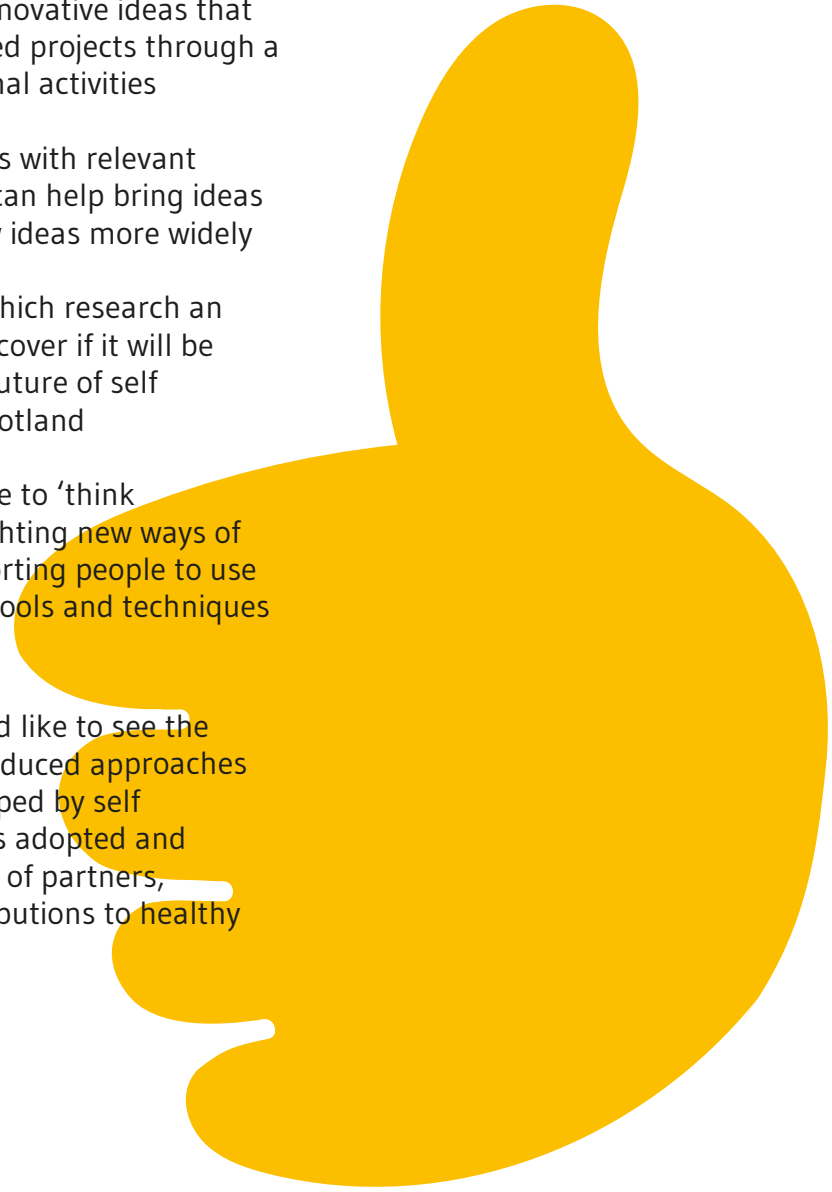 novative ideas that
ed projects through a
nal activities
s with relevant
can help bring ideas
ideas more widely
hich research an
cover if it will be
uture of self
otland
e to ‘think
hting new ways of
orting people to use
ools and techniques
d like to see the
duced approaches
ped by self
s adopted and
of partners,
butions to healthy